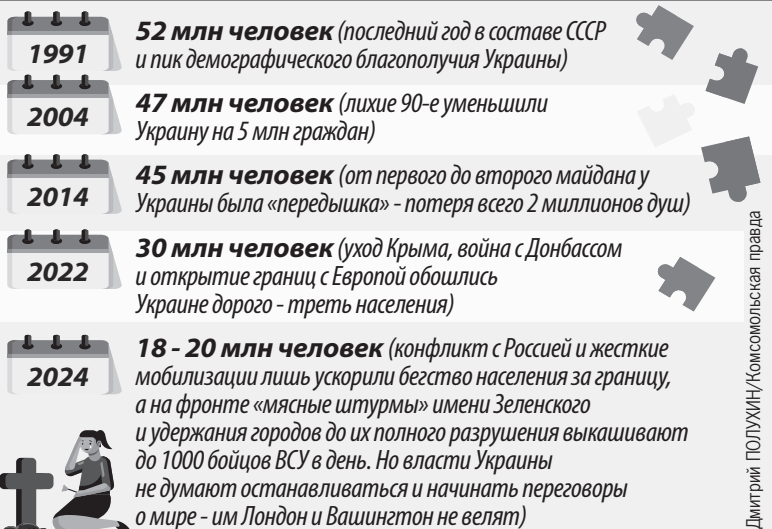 1991
52 млн человек (последний год в составе СССР
и пик демографического благополучия Украины)
2004
47 млн человек (лихие 90-е уменьшили
Украину на 5 млн граждан)
2014
45 млн человек (от первого до второго майдана у
Украины была «передышка» - потеря всего 2 миллионов душ)
2022
30 млн человек (уход Крыма, война с Донбассом
и открытие границ с Европой обошлись
Украине дорого - треть населения)
2024
18 - 20 млн человек (конфликт с Россией и жесткие
мобилизации лишь ускорили бегство населения за границу,
а на фронте «мясные штурмы» имени Зеленского
и удержания городов до их полного разрушения выкашивают
до 1000 бойцов ВСУ в день. Но власти Украины
не думают останавливаться и начинать переговоры
о мире - им Лондон и Вашингтон не велят)
Дмитрий ПОЛУХИН/Комсомольская правда